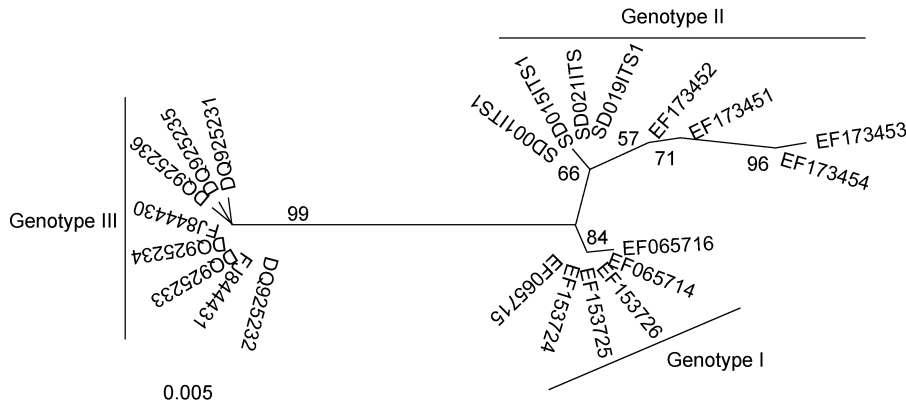 Genotype II
SD001ITS1
SD015ITS1
SD021ITS
SD019ITS1
EF173452
EF173451
EF173453
EF173454
57
71
96
66
Genotype III
DQ925236
DQ925235
DQ925231
FJ844430
DQ925234
DQ925233
FJ844431
DQ925232
99
84
EF065716
EF065714
EF153726
EF153725
EF153724
EF065715
Genotype I
0.005